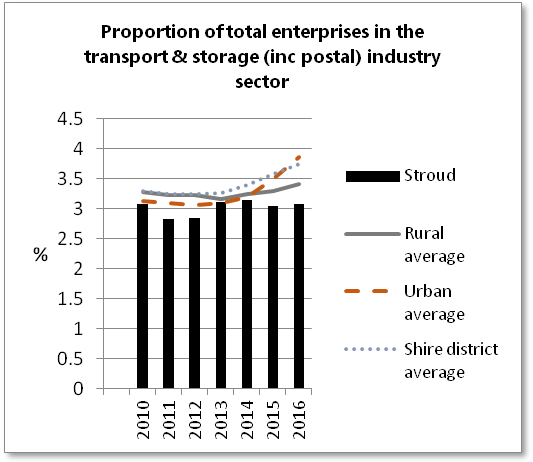 Proportion of total enterprises in the
transport & storage (inc postal) industry
sector
4.5
4
3.5
3
2.5
2
1.5
1
0.5
0
%
2010
2011
2012
2013
2014
2015
2016
Stroud
Rural
average
Urban
average
Shire district
average